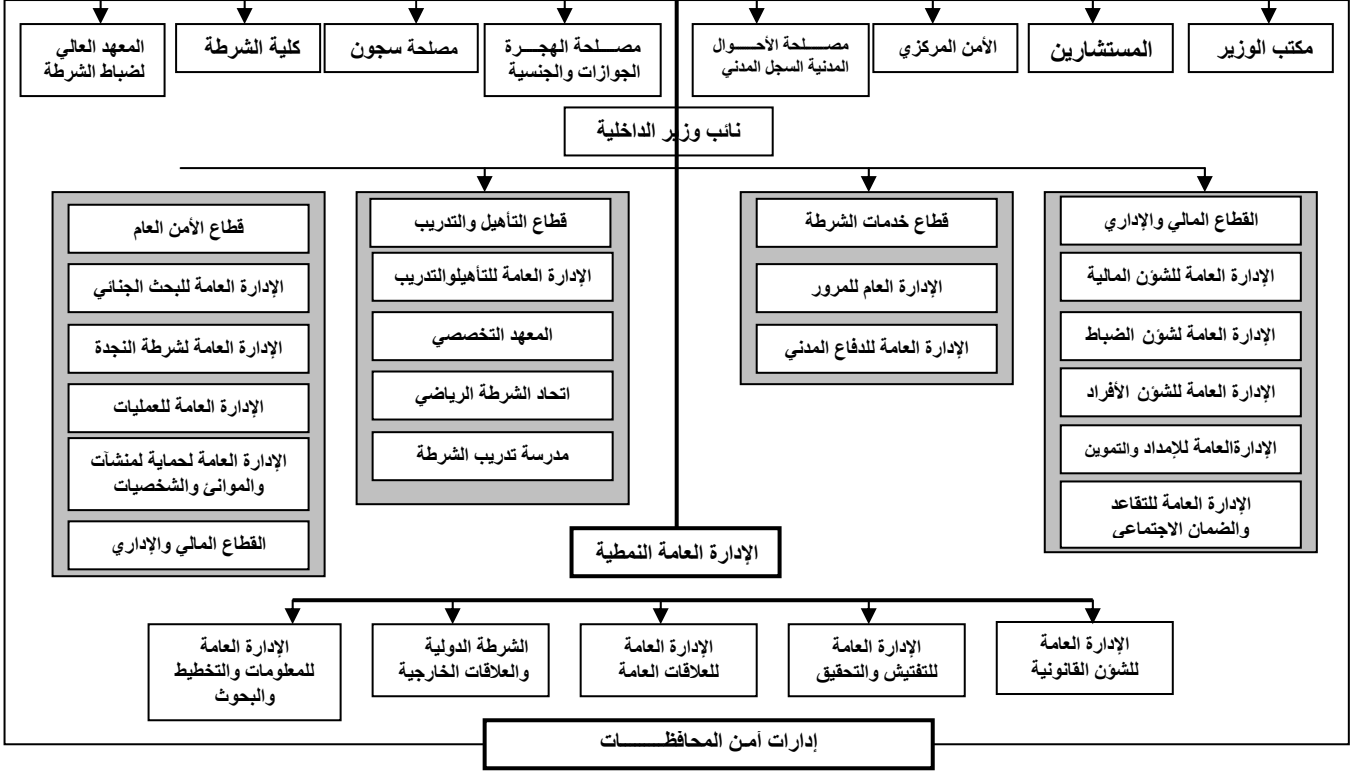 مكتب الوزير
المستشارين
الأمن المركزي
مصلحة الأحوال
المدنية السجل المدني
مصلحة الهجرة
الجوازات والجنسية
مصلحة سجون
كلية الشرطة
المعهد العالي
لضباط الشرطة
نائب وزير الداخلية
القطاع المالي والإداري
الإدارة العامة للشؤن المالية
الإدارة العامة لشؤن الضباط
الإدارة العامة للشؤن الأفراد
الإدارةالعامة للإمداد والتموين
الإدارة العامة للتقاعد
والضمان الاجتماعى
قطاع خدمات الشرطة
الإدارة العام للمرور
الإدارة العامة للدفاع المدني
قطاع التأهيل والتدريب
الإدارة العامة للتأهيلوالتدريب
المعهد التخصصي
اتحاد الشرطة الرياضي
مدرسة تدريب الشرطة
قطاع الأمن العام
الإدارة العامة للبحث الجنائي
الإدارة العامة لشرطة النجدة
الإدارة العامة للعمليات
الإدارة العامة لحماية لمنشآت
والموانئ والشخصيات
القطاع المالي والإداري
الإدارة العامة النمطية
الإدارة العامة
للشؤن القانونية
الإدارة العامة
للتفتيش والتحقيق
الإدارة العامة
للعلاقات العامة
الشرطة الدولية
والعلاقات الخارجية
الإدارة العامة
للمعلومات والتخطيط
والبحوث
إدارات آمن المحافظات